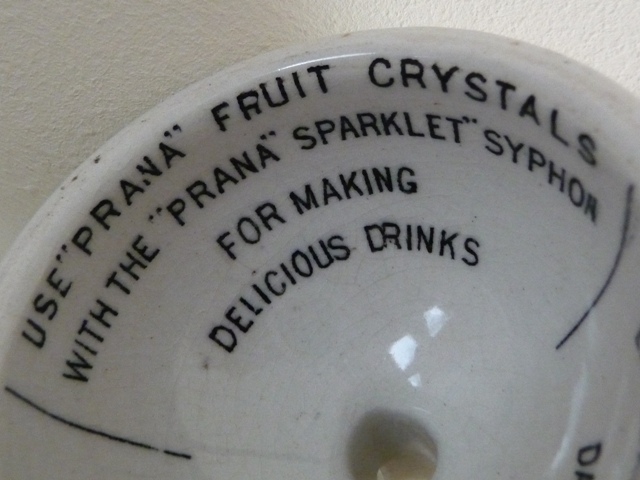 USE "PRANA" FRUIT CRYSTALS
WITH THE "PRANA" SPARKLET" SYPHON
FOR MAKING
DELICIOUS DRINKS